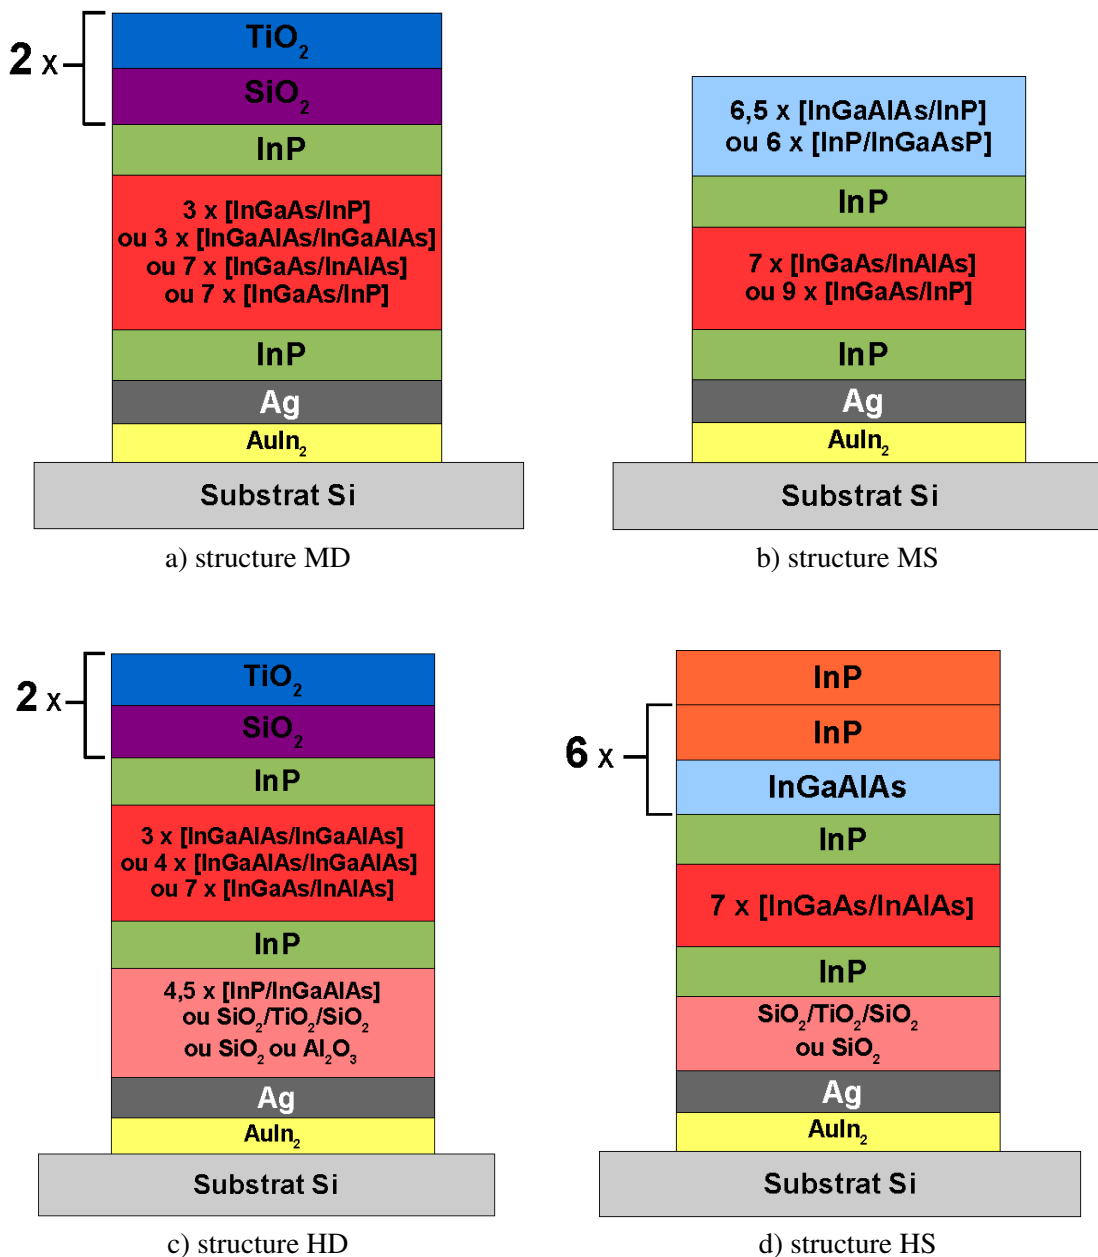 2 x
TiO₂
SiO₂
InP
3 x [InGaAs/InP]
ou 3 x [InGaAlAs/InGaAlAs]
ou 7 x [InGaAs/InAlAs]
ou 7 x [InGaAs/InP]
InP
Ag
AuIn₂
Substrat Si
a) structure MD
6,5 x [InGaAlAs/InP]
ou 6 x [InP/InGaAsP]
InP
7 x [InGaAs/InAlAs]
ou 9 x [InGaAs/InP]
InP
Ag
AuIn₂
Substrat Si
b) structure MS
2 x
TiO₂
SiO₂
InP
3 x [InGaAlAs/InGaAlAs]
ou 4 x [InGaAlAs/InGaAlAs]
ou 7 x [InGaAs/InAlAs]
InP
4,5 x [InP/InGaAlAs]
ou SiO₂/TiO₂/SiO₂
ou SiO₂ ou Al₂O₃
Ag
AuIn₂
Substrat Si
c) structure HD
InP
6 x
InP
InGaAlAs
InP
7 x [InGaAs/InAlAs]
InP
SiO₂/TiO₂/SiO₂
ou SiO₂
Ag
AuIn₂
Substrat Si
d) structure HS